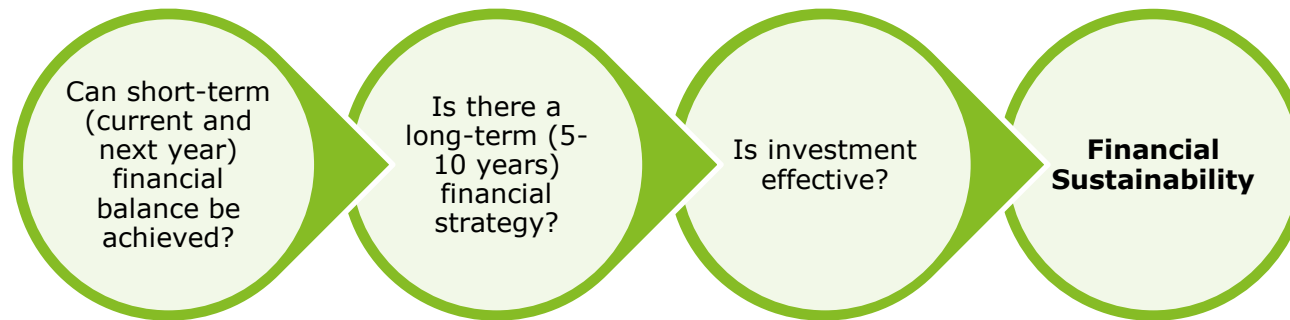 Can short-term
(current and
next year)
financial
balance be
achieved?
Is there a
long-term (5-
10 years)
financial
strategy?
Is investment
effective?
Financial
Sustainability